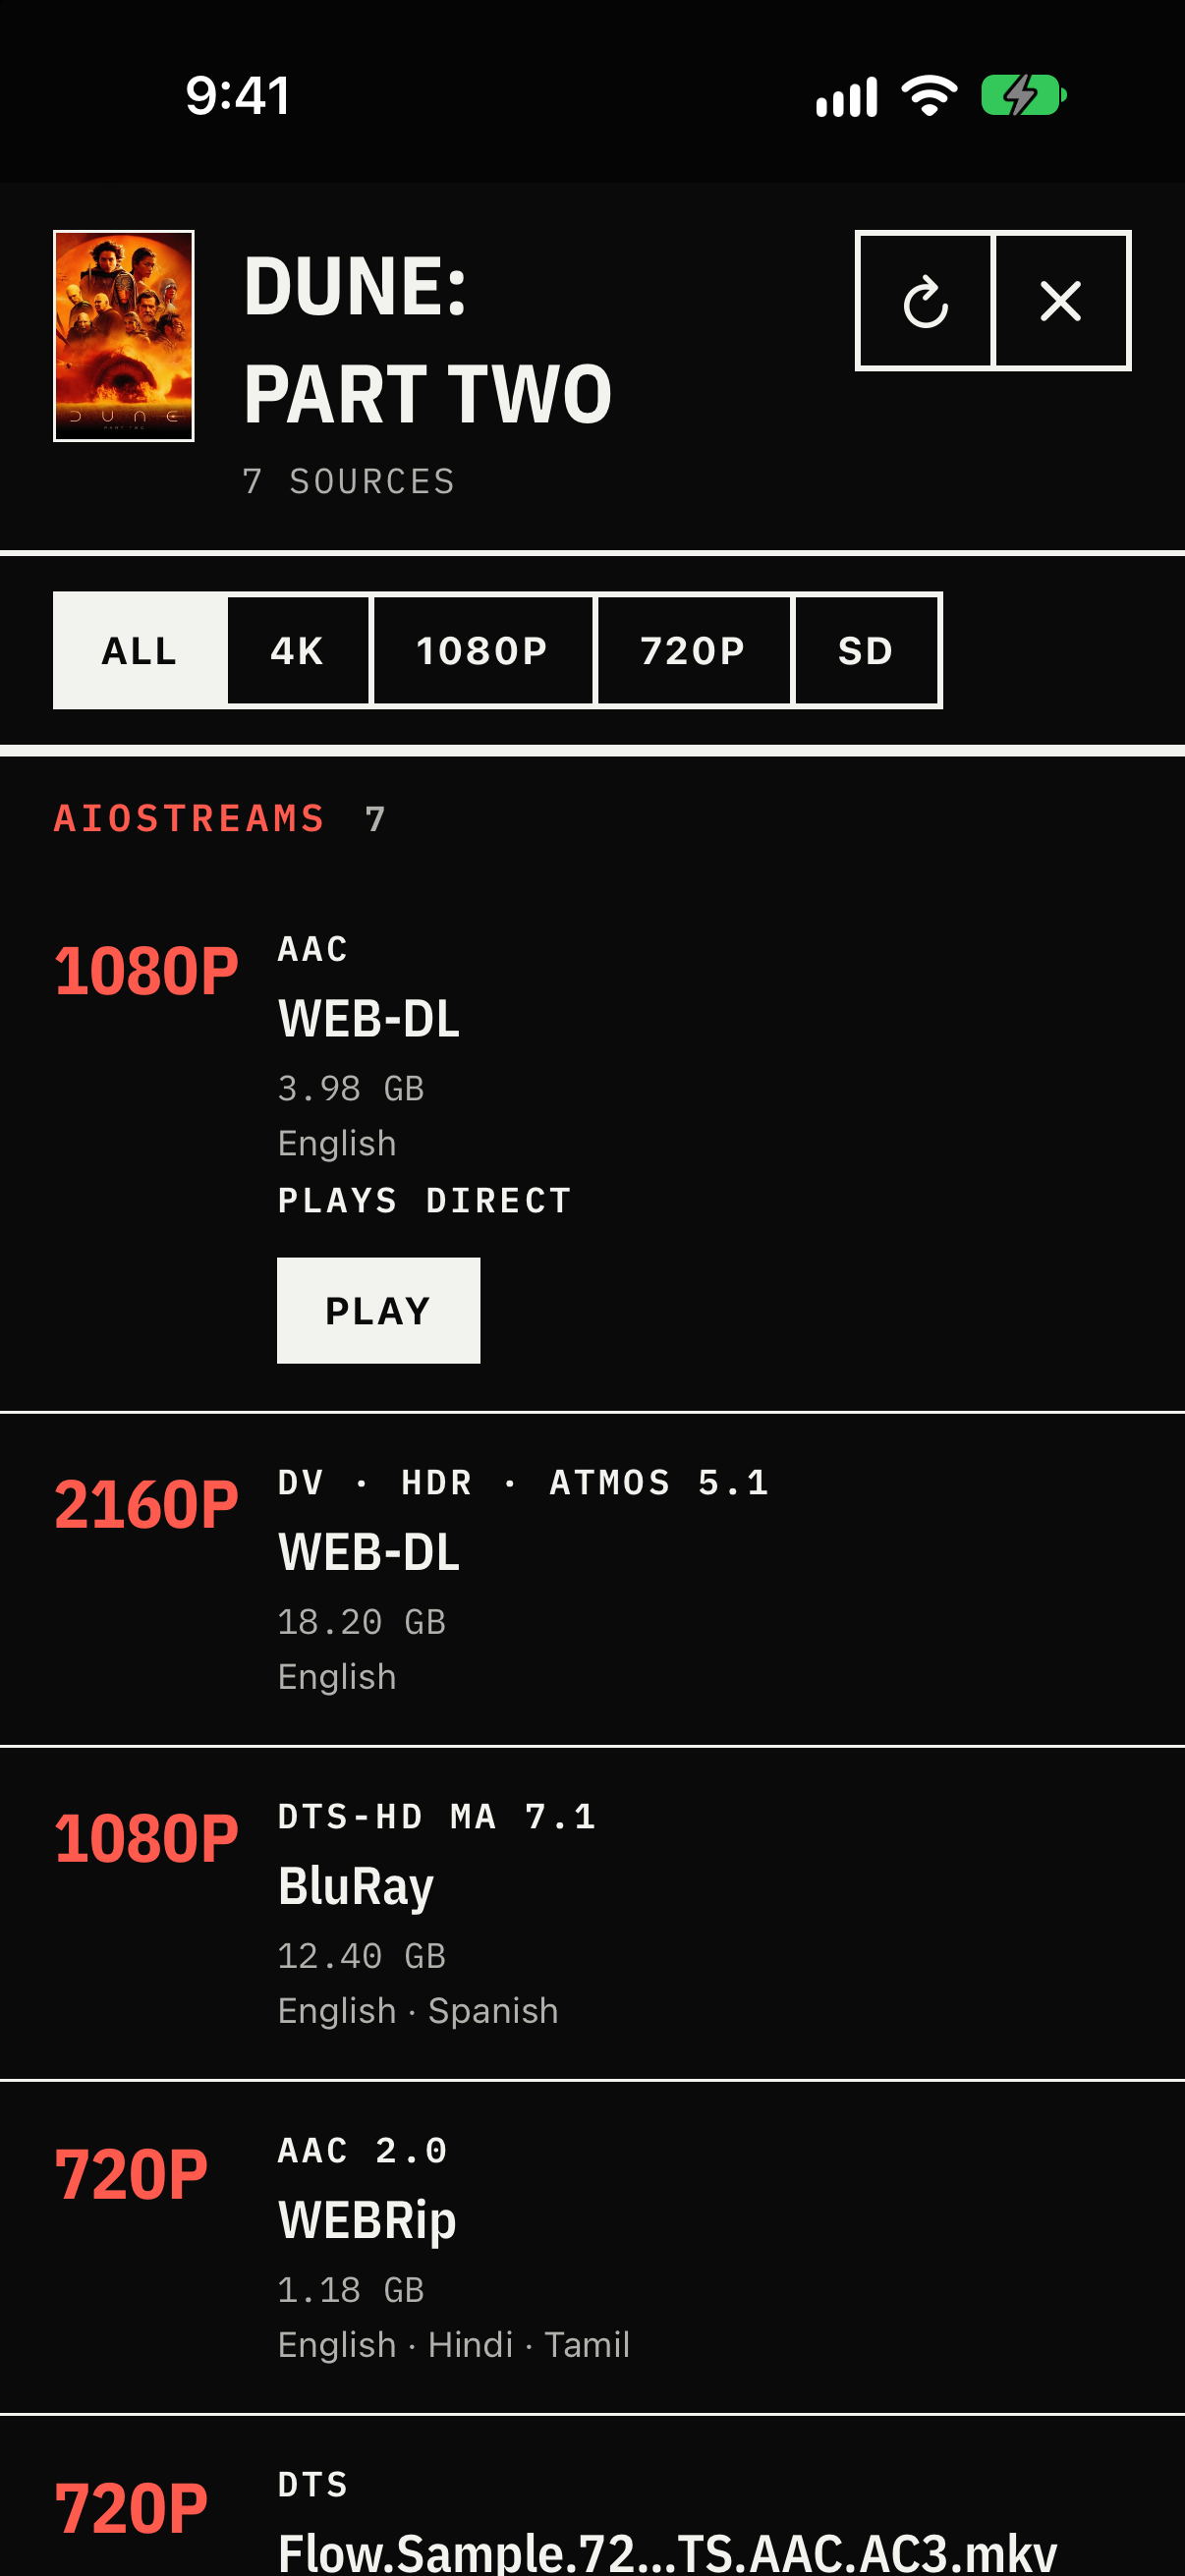 9:41
DUNE
PART TWO
DUNE:
PART TWO
7 SOURCES
ALL 4K 1080P 720P SD
AIOSTREAMS 7
1080P
AAC
WEB-DL
3.98 GB
English
PLAYS DIRECT
PLAY
2160P
DV · HDR · ATMOS 5.1
WEB-DL
18.20 GB
English
1080P
DTS-HD MA 7.1
BluRay
12.40 GB
English · Spanish
720P
AAC 2.0
WEBRip
1.18 GB
English · Hindi · Tamil
720P
DTS
Flow.Sample.72...TS.AAC.AC3.mkv